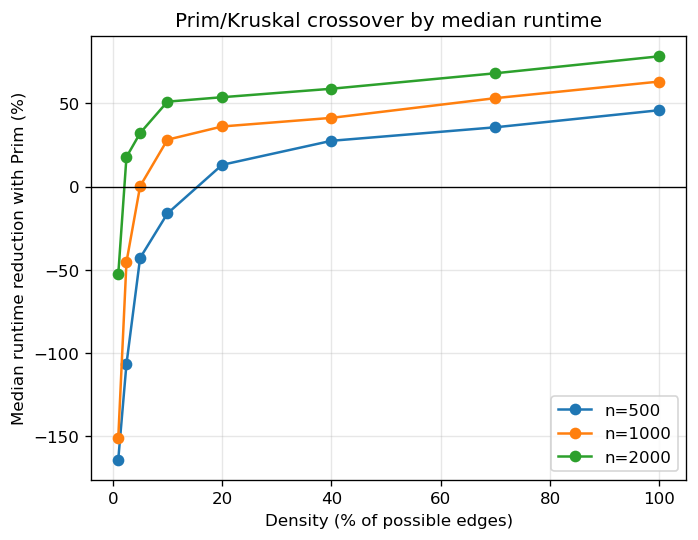 Prim/Kruskal crossover by median runtime
Median runtime reduction with Prim (%)
50
0
−50
−100
−150
0 20 40 60 80 100
Density (% of possible edges)
n=500
n=1000
n=2000